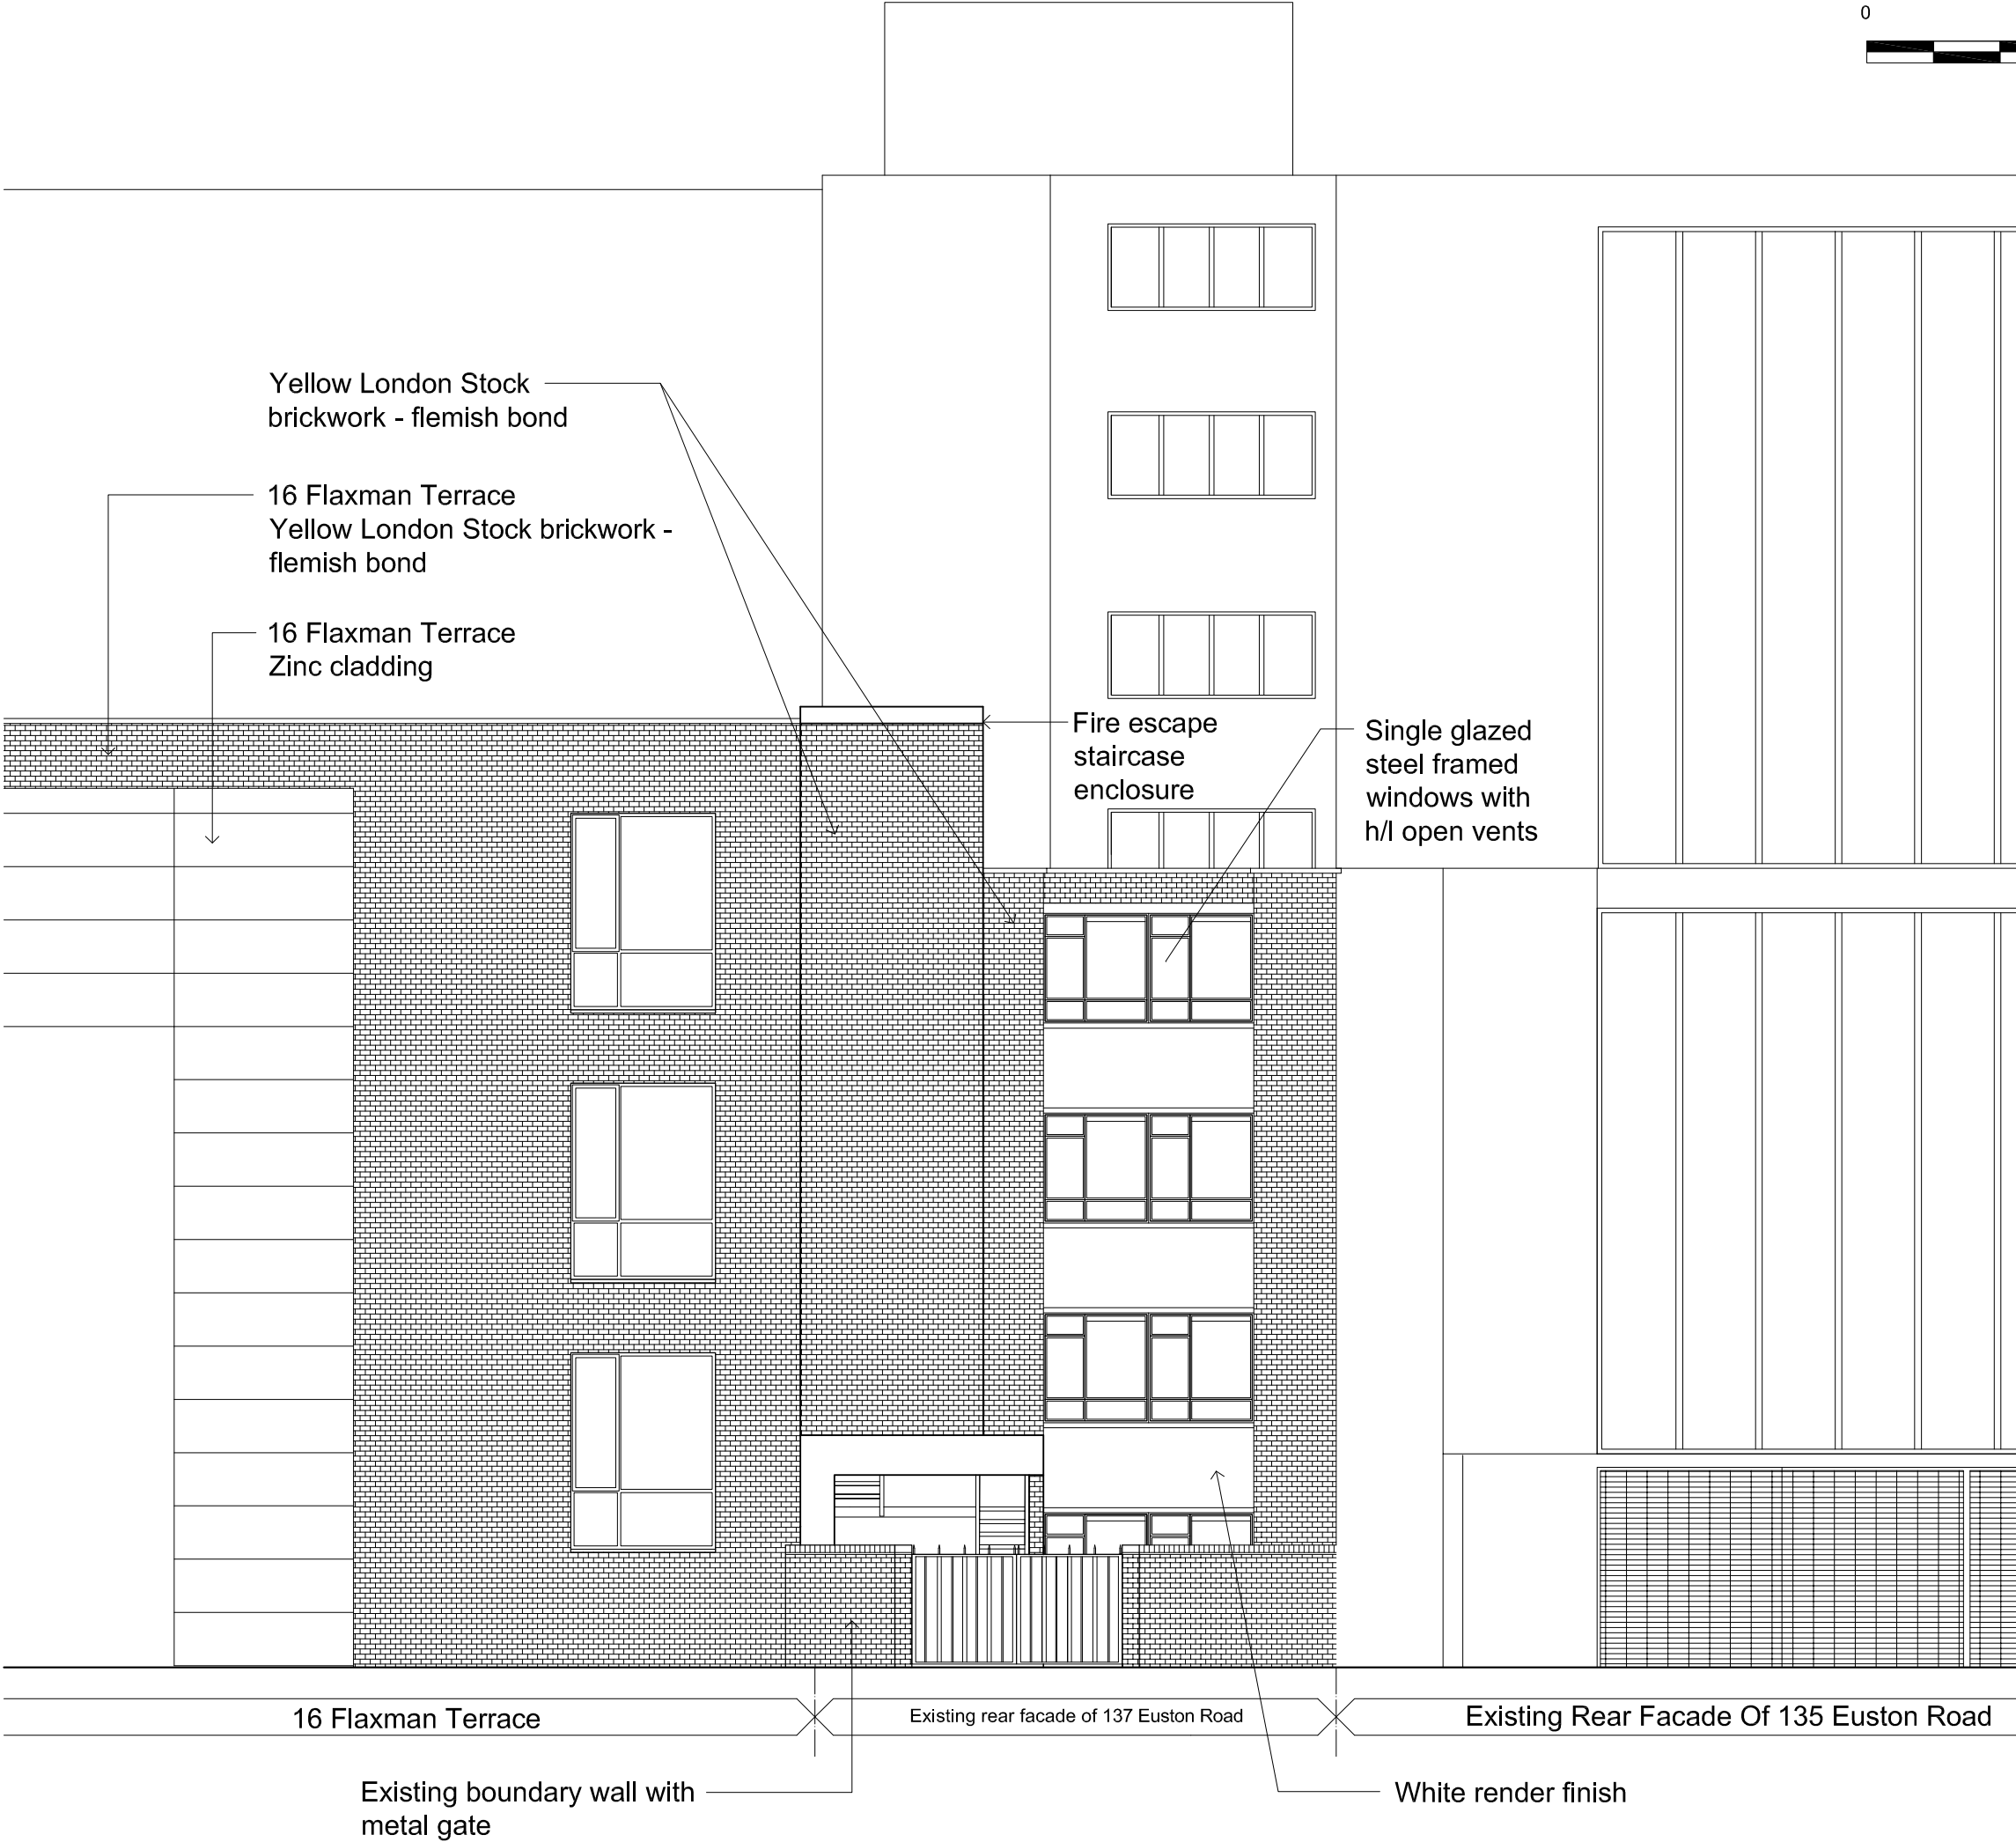 0
Yellow London Stock
brickwork - flemish bond
16 Flaxman Terrace
Yellow London Stock brickwork -
flemish bond
16 Flaxman Terrace
Zinc cladding
Fire escape
staircase
enclosure
Single glazed
steel framed
windows with
h/l open vents
16 Flaxman Terrace
Existing rear facade of 137 Euston Road
Existing Rear Facade Of 135 Euston Road
Existing boundary wall with
metal gate
White render finish